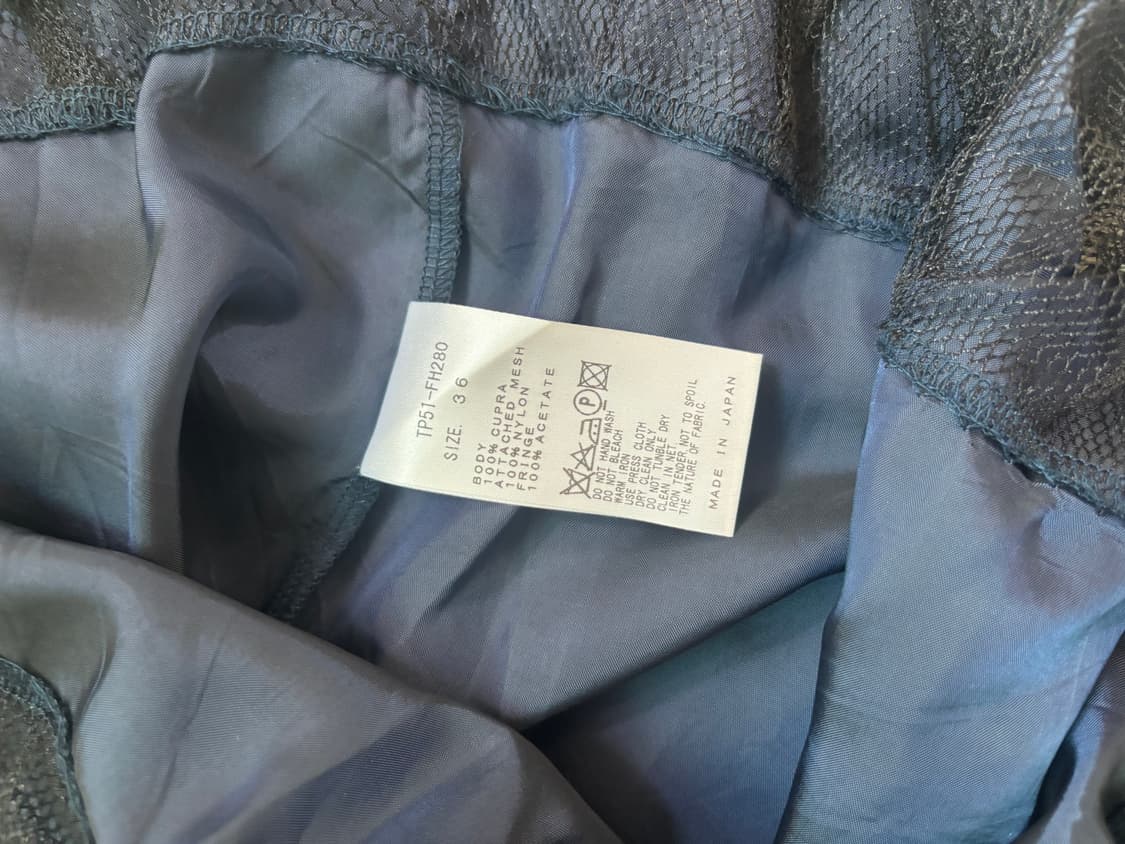 TP51-FH280
SIZE. 36
BODY
100% CUPRA
ATTACHED MESH
100% NYLON
FRINGE
100% ACETATE
P
DO NOT HAND WASH
DO NOT BLEACH
WARM IRON
USE PRESS CLOTH
DRY CLEAN ONLY
DO NOT TUMBLE DRY
CLEAN IN NET.
IRON TENDER NOT TO SPOIL
THE NATURE OF FABRIC.
MADE IN JAPAN